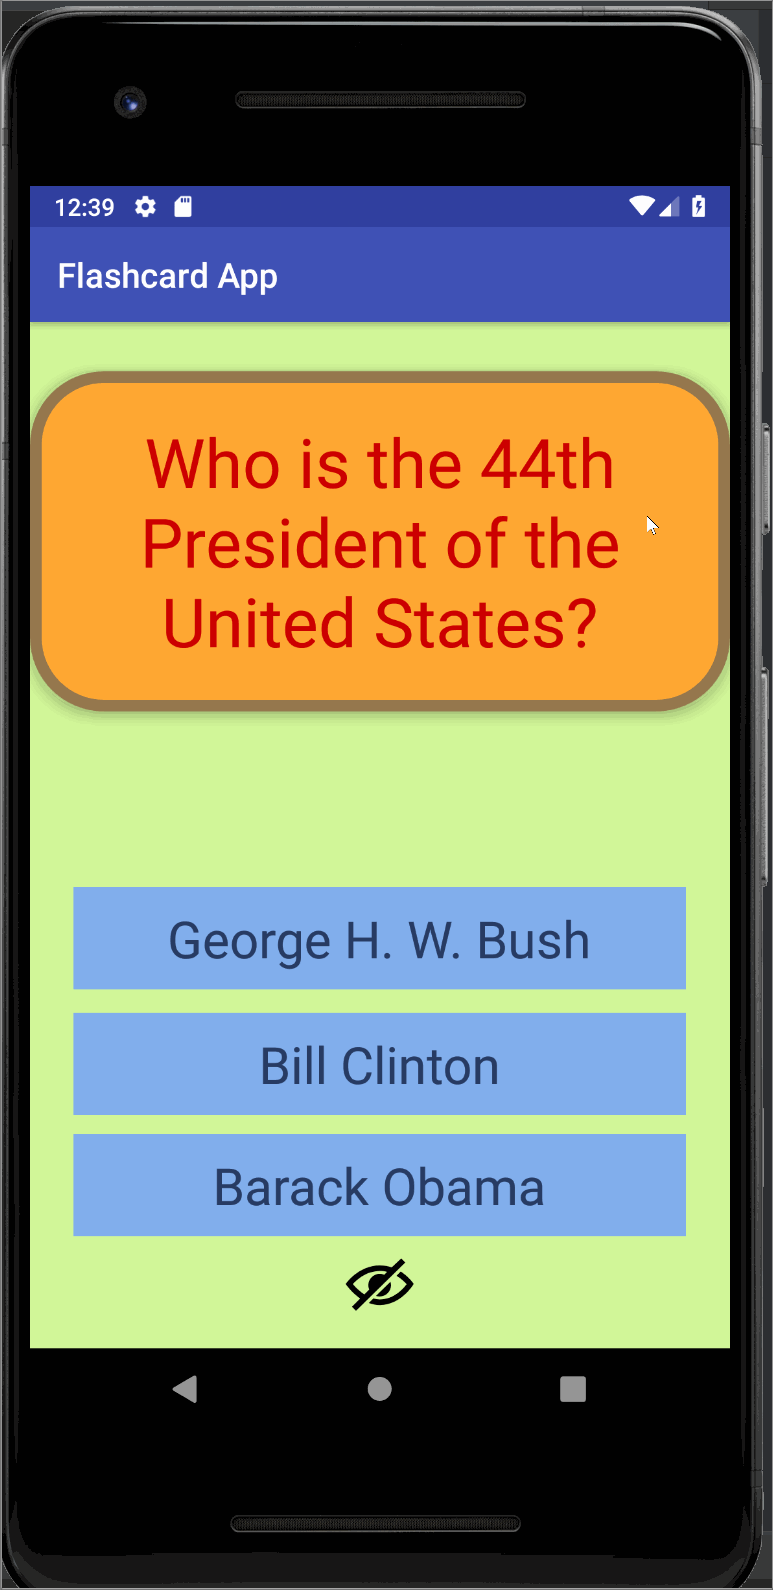 12:39
Flashcard App
Who is the 44th
President of the
United States?
George H. W. Bush
Bill Clinton
Barack Obama